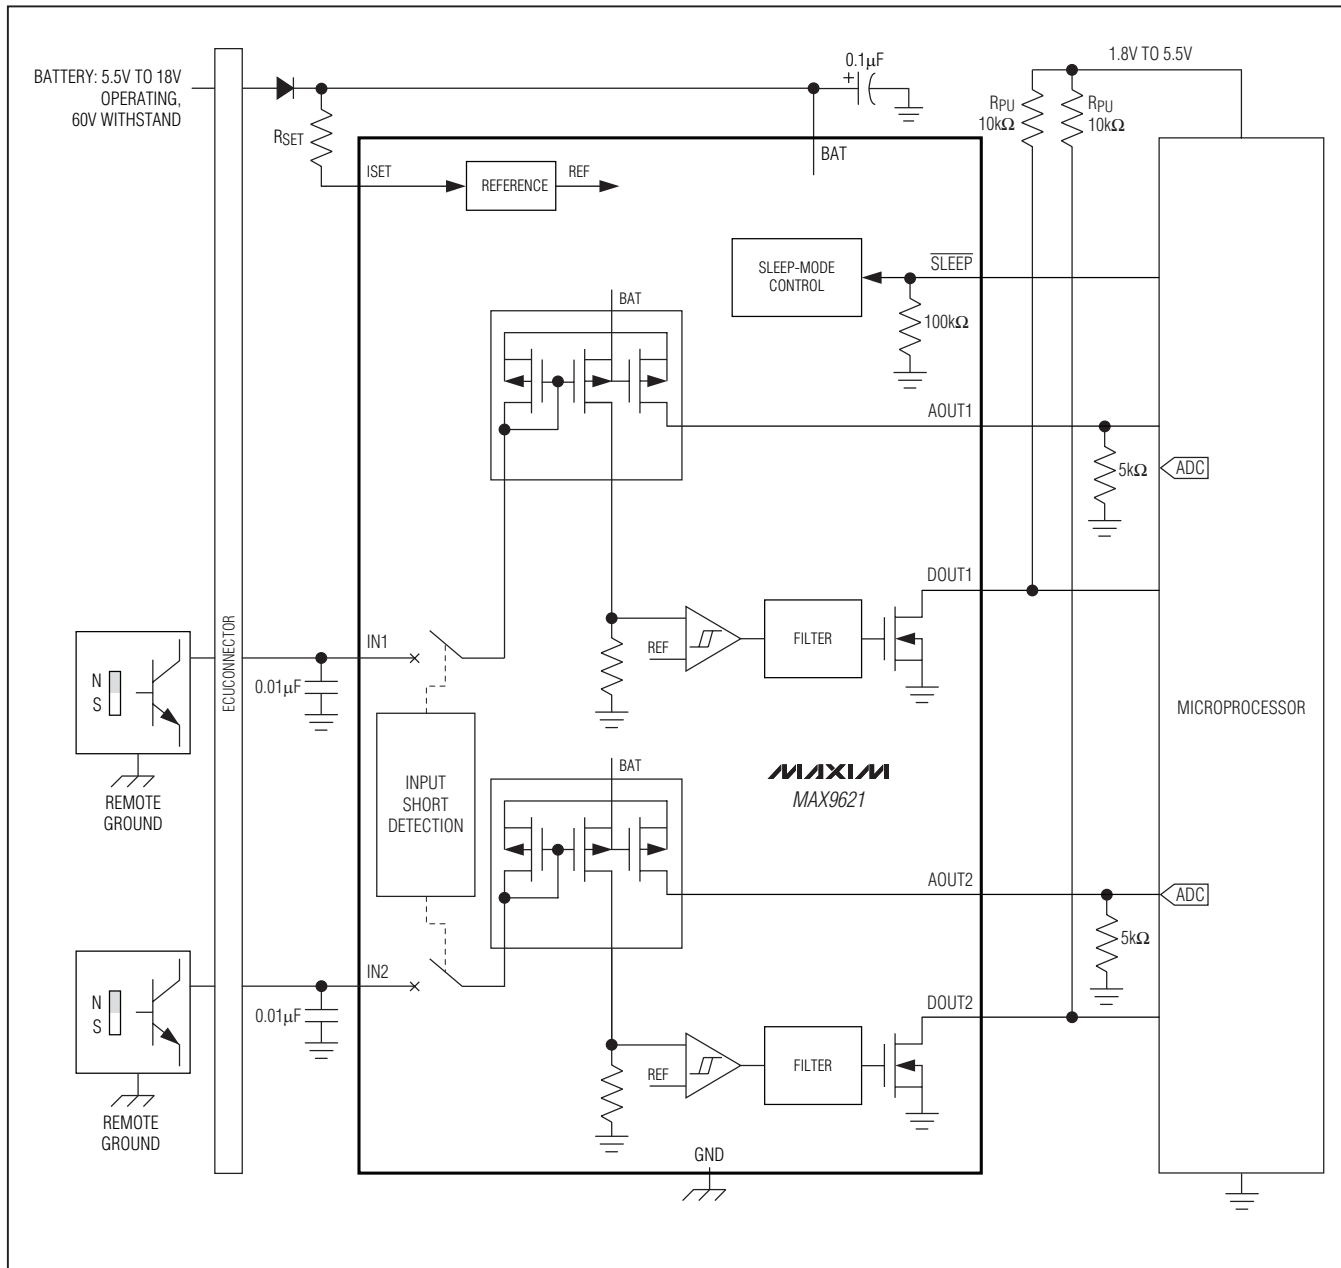 BATTERY: 5.5V TO 18V
OPERATING,
60V WITHSTAND
RSET
0.1µF
+
1.8V TO 5.5V
RPU
10kΩ
RPU
10kΩ
BAT
ISET
REFERENCE
REF
SLEEP-MODE
CONTROL
SLEEP
100kΩ
BAT
AOUT1
5kΩ
ADC
DOUT1
ECUCONNECTOR
N
S
REMOTE
GROUND
0.01µF
IN1
REF
FILTER
MICROPROCESSOR
INPUT
SHORT
DETECTION
BAT
MAXIM
MAX9621
AOUT2
ADC
5kΩ
N
S
REMOTE
GROUND
0.01µF
IN2
DOUT2
REF
FILTER
GND